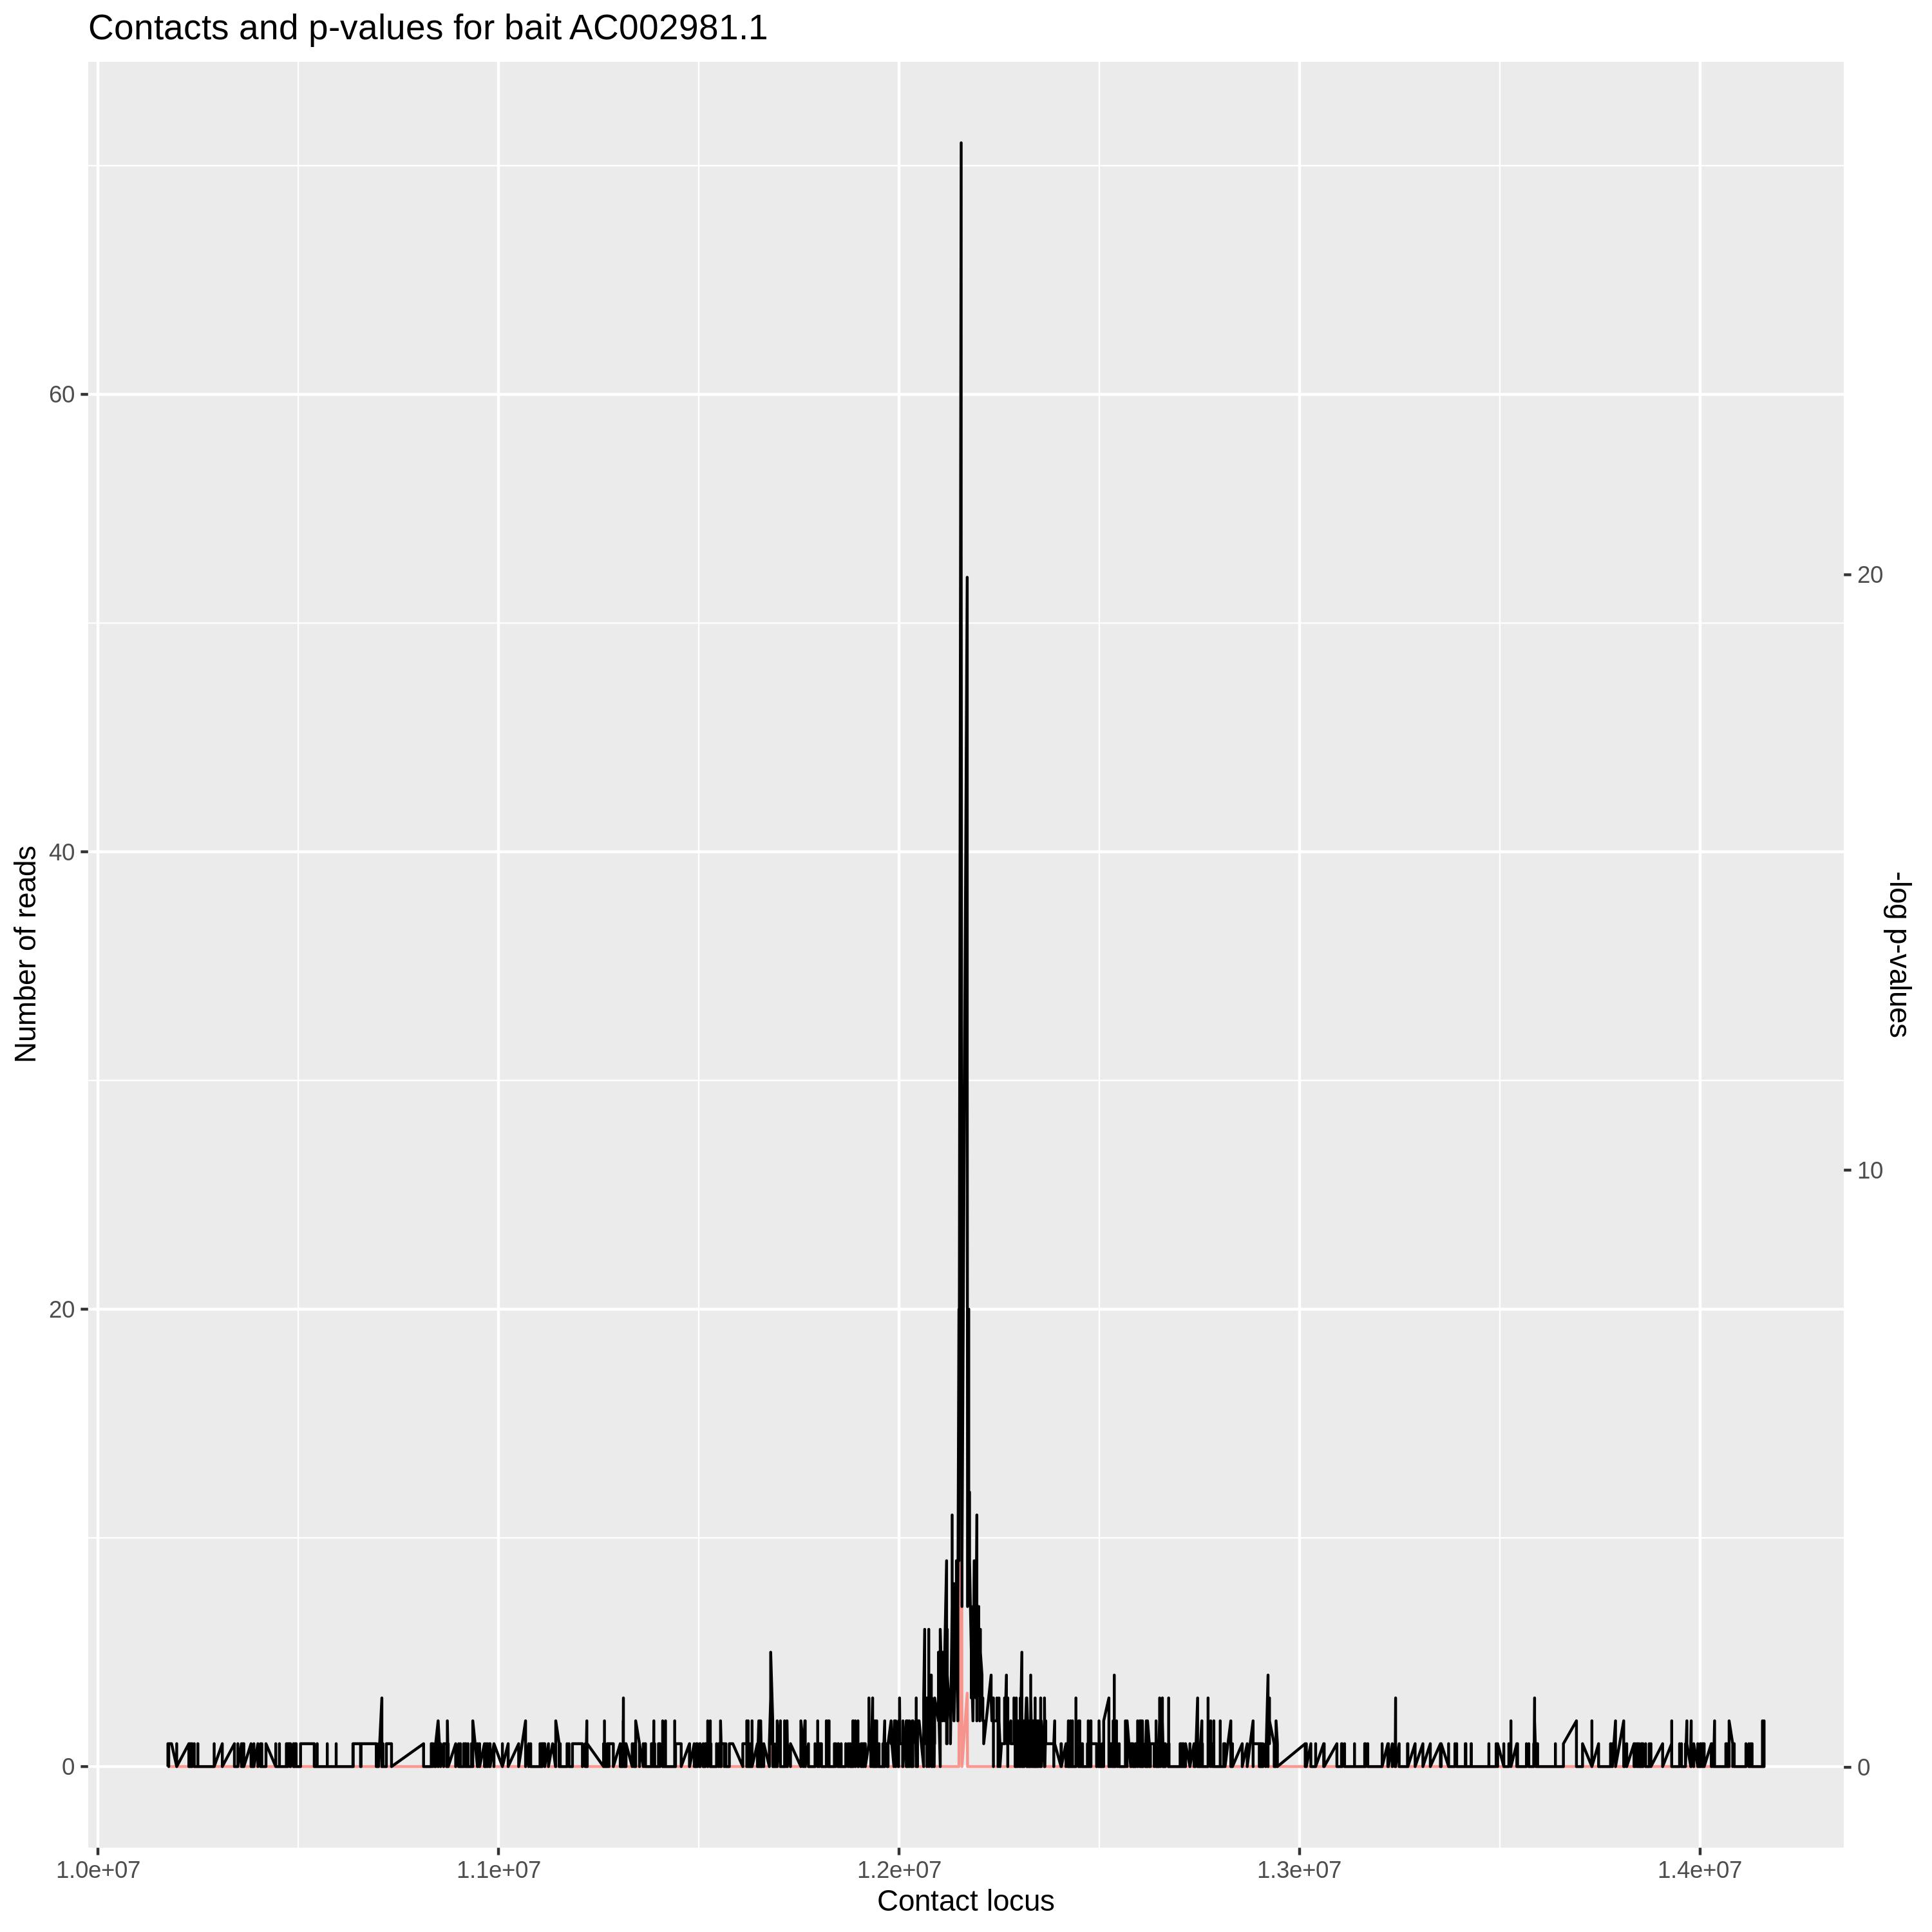 Contacts and p-values for bait AC002981.1
Number of reads
60
40
20
0
20
10
0
-log p-values
1.0e+07
1.1e+07
1.2e+07
1.3e+07
1.4e+07
Contact locus